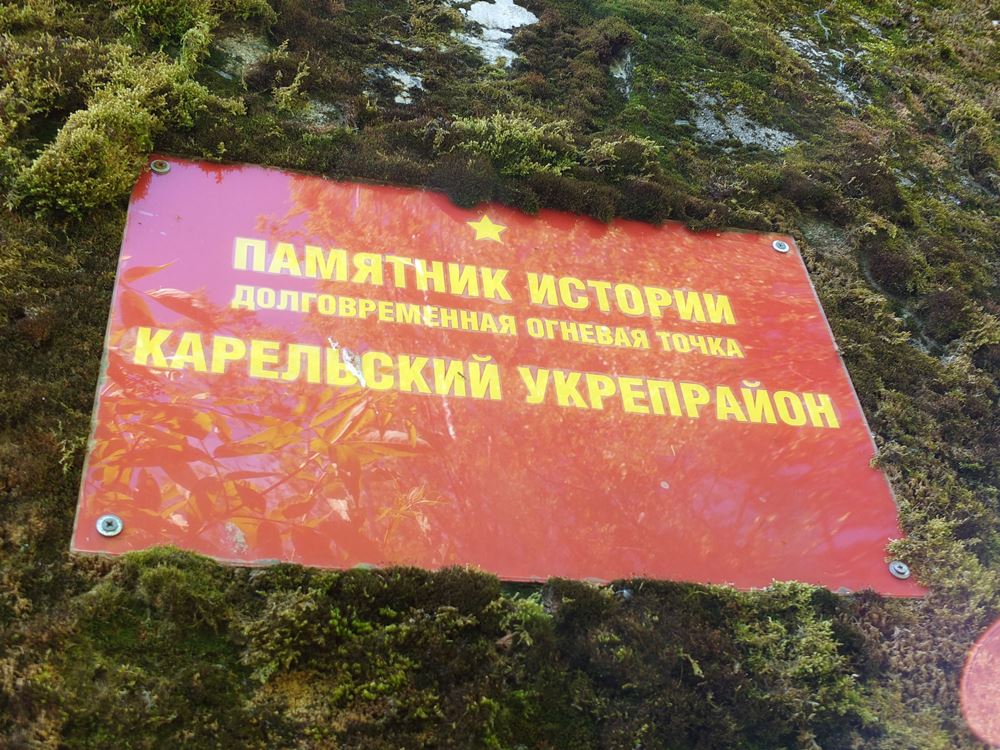 ПАМЯТНИК ИСТОРИИ
ДОЛГОВРЕМЕННАЯ ОГНЕВАЯ ТОЧКА
КАРЕЛЬСКИЙ УКРЕПРАЙОН